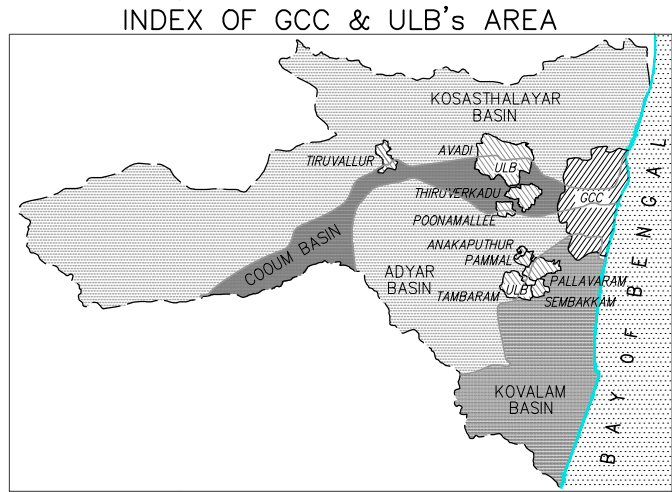 INDEX OF GCC & ULB's AREA
KOSASTHALAYAR
BASIN
AVADI
TIRUVALLUR
ULB
THIRUVERKADU
GCC
POONAMALLEE
COOUM BASIN
ANAKAPUTHUR
PAMMAL
ADYAR
BASIN
PALLAVARAM
TAMBARAM
ULB
SEMBAKKAM
KOVALAM
BASIN
BAY OF BENGAL